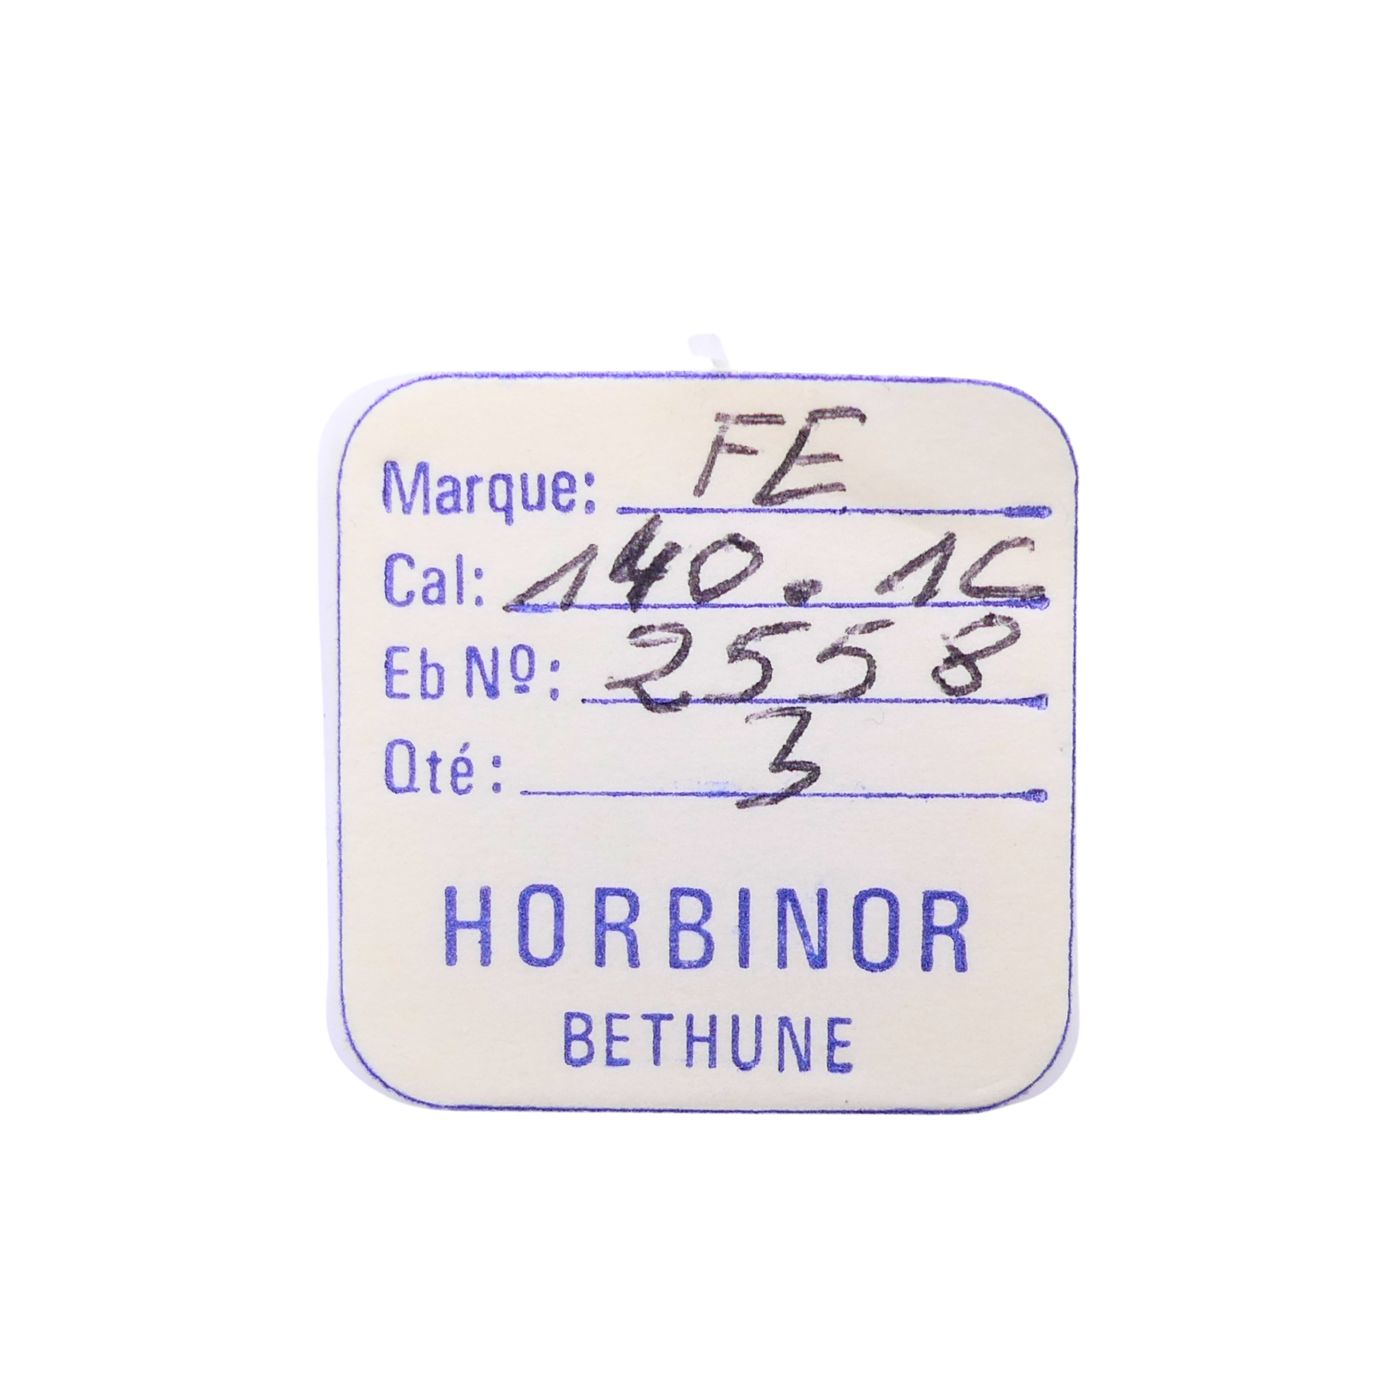 Marque: FE
Cal: 140. 1C
Eb Nº: 2558
Qté: 3
HORBINOR
BETHUNE